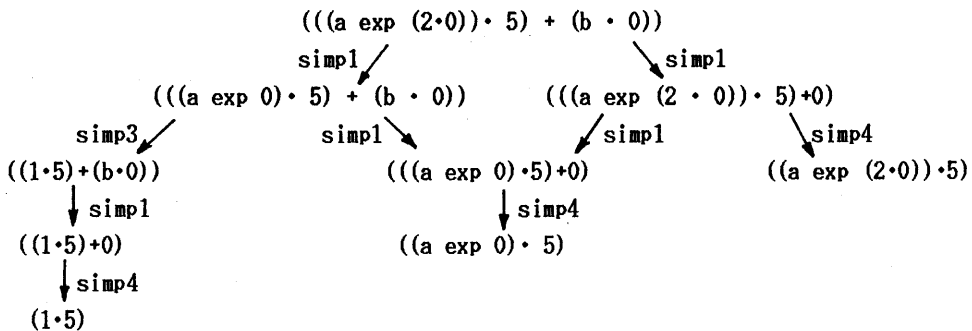 (((a exp (2·0))· 5) + (b · 0))
simp1 simp1
(((a exp 0)· 5) + (b · 0)) (((a exp (2 · 0))· 5)+0)
simp3 simp1 simp1 simp4
((1·5)+(b·0)) (((a exp 0)·5)+0) ((a exp (2·0))·5)
simp1 simp4
((1·5)+0) ((a exp 0)· 5)
simp4
(1·5)